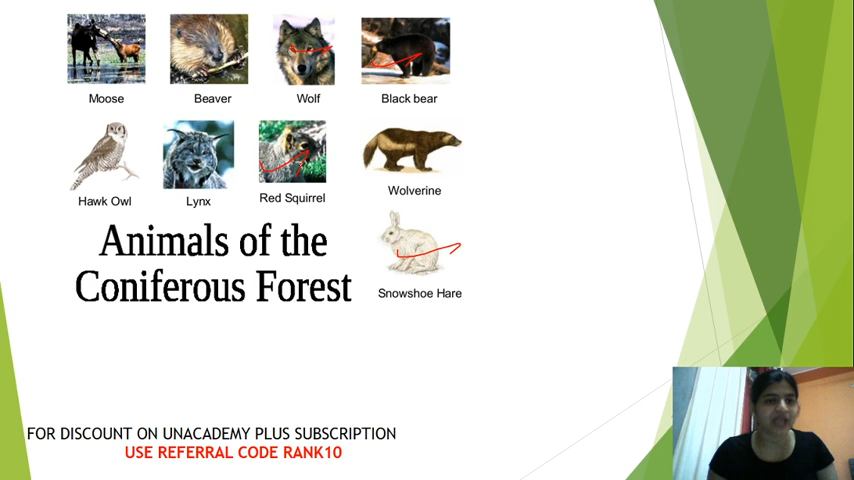 Moose
Beaver
Wolf
Black bear
Hawk Owl
Lynx
Red Squirrel
Wolverine
Animals of the
Coniferous Forest
Snowshoe Hare
FOR DISCOUNT ON UNACADEMY PLUS SUBSCRIPTION
USE REFERRAL CODE RANK10